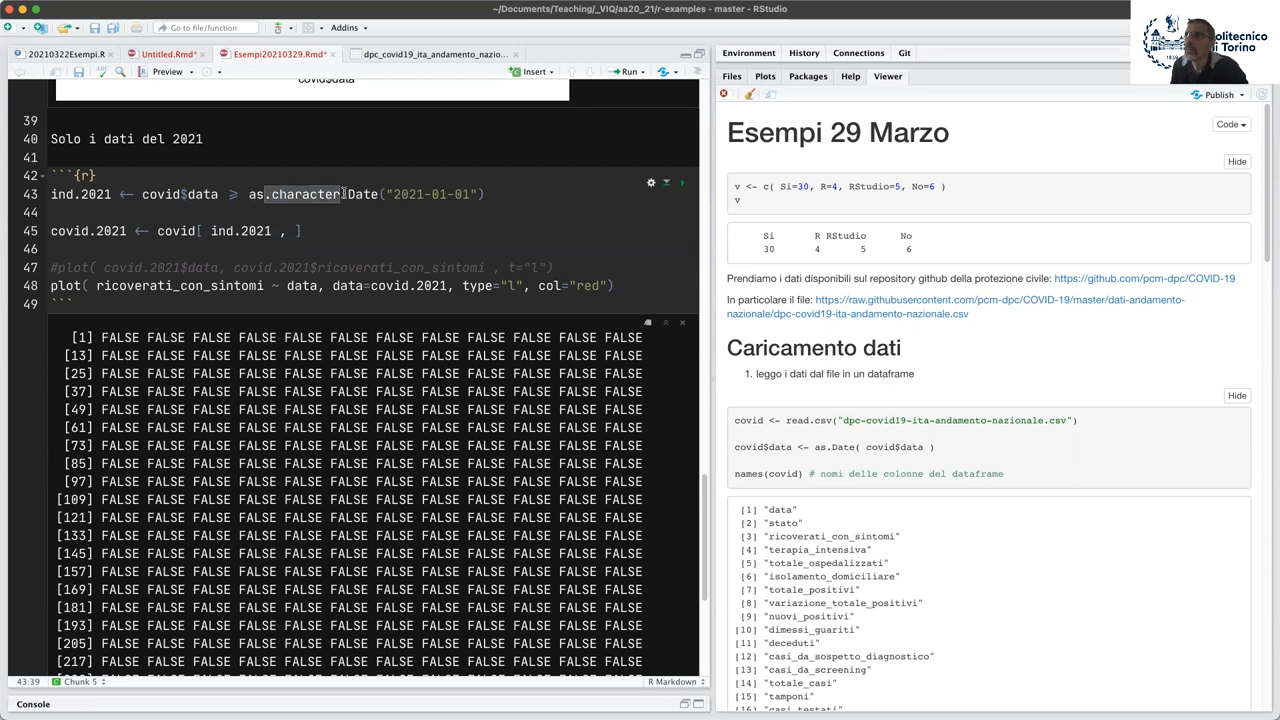 ~/Documents/Teaching/_VIQ/aa20_21/r-examples - master - RStudio
Go to file/function
Addins
20210322Esempi.R
Untitled.Rmd*
Esempi20210329.Rmd*
dpc_covid19_ita_andamento_nazio...
Preview
Insert
Run
covid$data
39
40 Solo i dati del 2021
41
42 ```{r}
43 ind.2021 <- covid$data >= as.character.Date("2021-01-01")
44
45 covid.2021 <- covid[ ind.2021 , ]
46
47 #plot( covid.2021$data, covid.2021$ricoverati_con_sintomi , t="l")
48 plot( ricoverati_con_sintomi ~ data, data=covid.2021, type="l", col="red")
49 ```
[1] FALSE FALSE FALSE FALSE FALSE FALSE FALSE FALSE FALSE FALSE FALSE FALSE
[13] FALSE FALSE FALSE FALSE FALSE FALSE FALSE FALSE FALSE FALSE FALSE FALSE
[25] FALSE FALSE FALSE FALSE FALSE FALSE FALSE FALSE FALSE FALSE FALSE FALSE
[37] FALSE FALSE FALSE FALSE FALSE FALSE FALSE FALSE FALSE FALSE FALSE FALSE
[49] FALSE FALSE FALSE FALSE FALSE FALSE FALSE FALSE FALSE FALSE FALSE FALSE
[61] FALSE FALSE FALSE FALSE FALSE FALSE FALSE FALSE FALSE FALSE FALSE FALSE
[73] FALSE FALSE FALSE FALSE FALSE FALSE FALSE FALSE FALSE FALSE FALSE FALSE
[85] FALSE FALSE FALSE FALSE FALSE FALSE FALSE FALSE FALSE FALSE FALSE FALSE
[97] FALSE FALSE FALSE FALSE FALSE FALSE FALSE FALSE FALSE FALSE FALSE FALSE
[109] FALSE FALSE FALSE FALSE FALSE FALSE FALSE FALSE FALSE FALSE FALSE FALSE
[121] FALSE FALSE FALSE FALSE FALSE FALSE FALSE FALSE FALSE FALSE FALSE FALSE
[133] FALSE FALSE FALSE FALSE FALSE FALSE FALSE FALSE FALSE FALSE FALSE FALSE
[145] FALSE FALSE FALSE FALSE FALSE FALSE FALSE FALSE FALSE FALSE FALSE FALSE
[157] FALSE FALSE FALSE FALSE FALSE FALSE FALSE FALSE FALSE FALSE FALSE FALSE
[169] FALSE FALSE FALSE FALSE FALSE FALSE FALSE FALSE FALSE FALSE FALSE FALSE
[181] FALSE FALSE FALSE FALSE FALSE FALSE FALSE FALSE FALSE FALSE FALSE FALSE
[193] FALSE FALSE FALSE FALSE FALSE FALSE FALSE FALSE FALSE FALSE FALSE FALSE
[205] FALSE FALSE FALSE FALSE FALSE FALSE FALSE FALSE FALSE FALSE FALSE FALSE
[217] FALSE FALSE FALSE FALSE FALSE FALSE FALSE FALSE FALSE FALSE FALSE FALSE
43:39 Chunk 5 R Markdown
Console
Environment History Connections Git
Files Plots Packages Help Viewer
Publish
Politecnico
di Torino
Code
Esempi 29 Marzo
Hide
v <- c( Si=30, R=4, RStudio=5, No=6 )
v
Si R RStudio No
30 4 5 6
Prendiamo i dati disponibili sul repository github della protezione civile: https://github.com/pcm-dpc/COVID-19
In particolare il file: https://raw.githubusercontent.com/pcm-dpc/COVID-19/master/dati-andamento-
nazionale/dpc-covid19-ita-andamento-nazionale.csv
Caricamento dati
1. leggo i dati dal file in un dataframe
Hide
covid <- read.csv("dpc-covid19-ita-andamento-nazionale.csv")
covid$data <- as.Date( covid$data )
names(covid) # nomi delle colonne del dataframe
[1] "data"
[2] "stato"
[3] "ricoverati_con_sintomi"
[4] "terapia_intensiva"
[5] "totale_ospedalizzati"
[6] "isolamento_domiciliare"
[7] "totale_positivi"
[8] "variazione_totale_positivi"
[9] "nuovi_positivi"
[10] "dimessi_guariti"
[11] "deceduti"
[12] "casi_da_sospetto_diagnostico"
[13] "casi_da_screening"
[14] "totale_casi"
[15] "tamponi"
[16] "casi_testati"